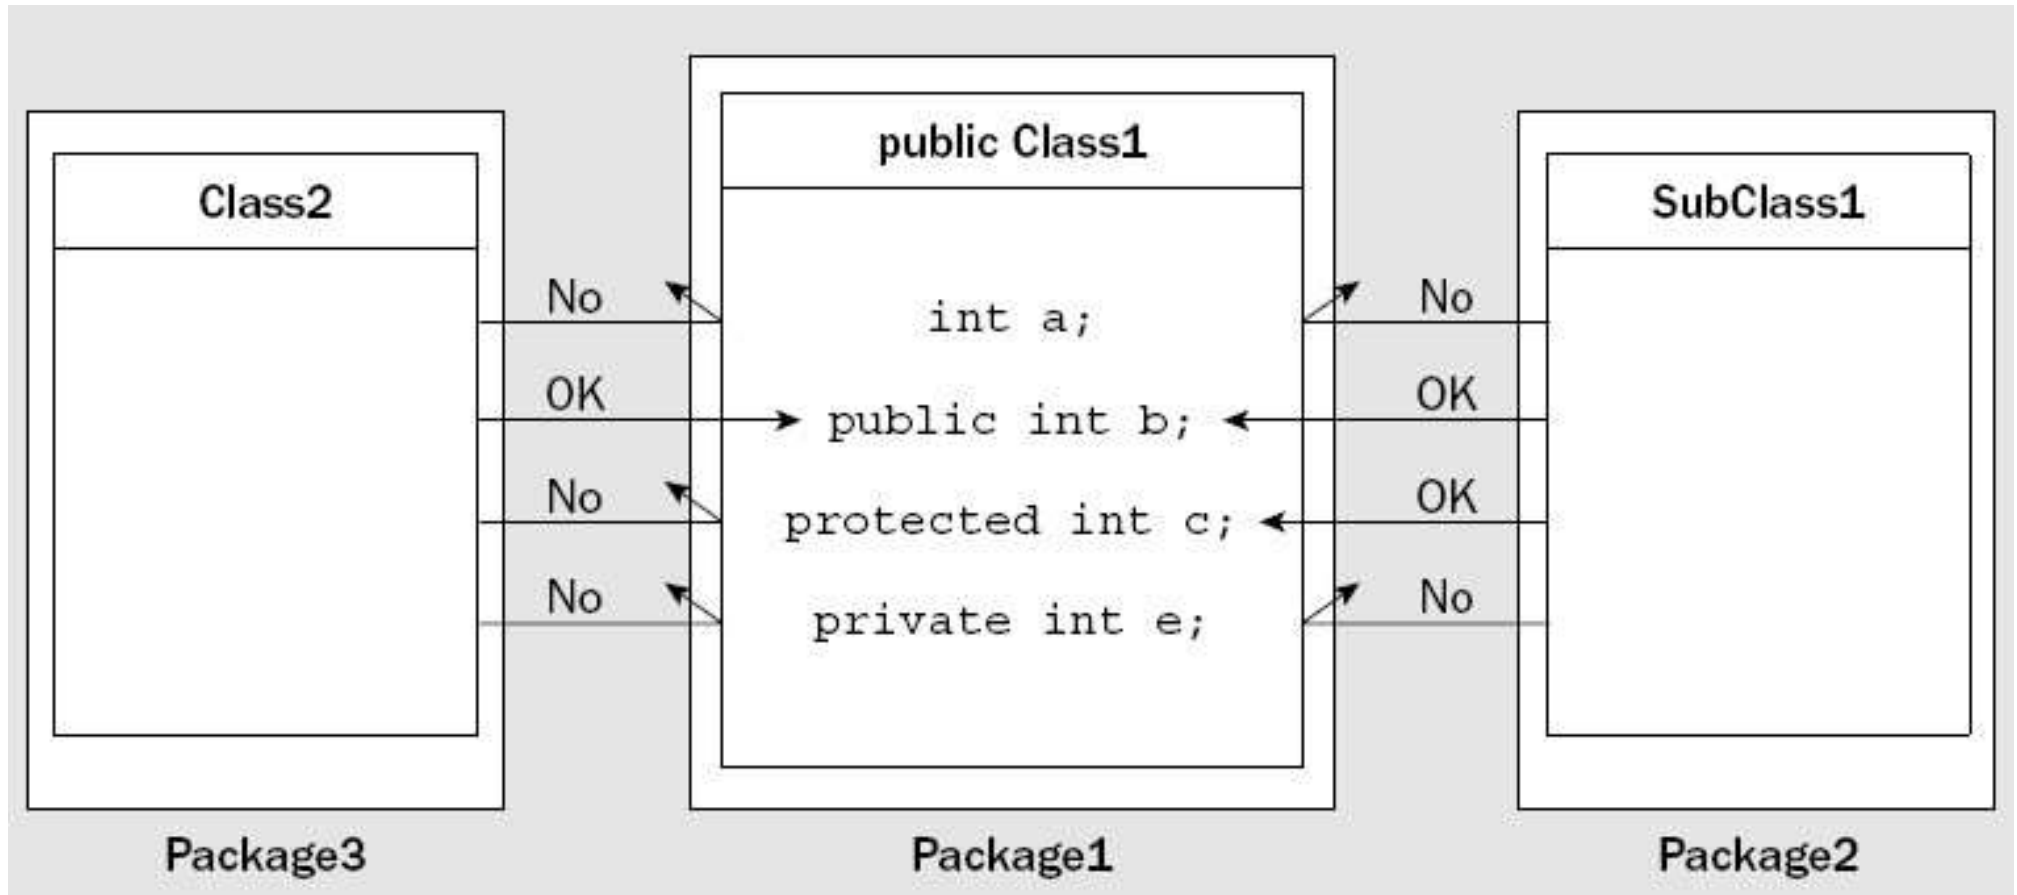 public Class1
Class2
SubClass1
No
int a;
No
OK
public int b;
OK
No
protected int c;
OK
No
private int e;
No
Package3
Package1
Package2